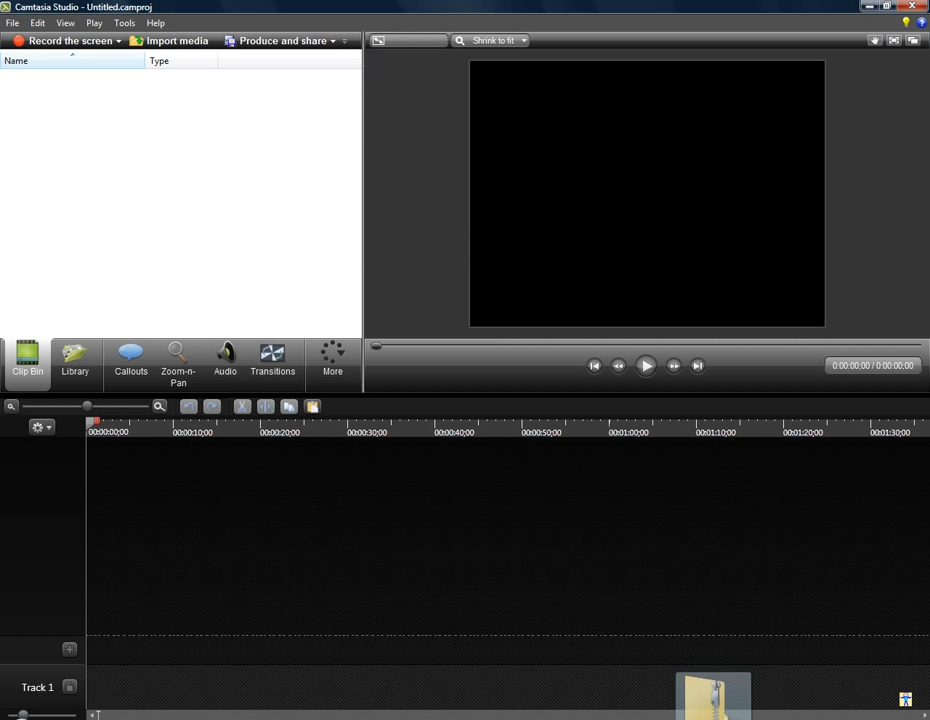 Camtasia Studio - Untitled.camproj
File Edit View Play Tools Help
Record the screen Import media Produce and share Shrink to fit
Name Type
Clip Bin Library Callouts Zoom-n-Pan Audio Transitions More
0:00:00;00 / 0:00:00;00
00:00:00;00 00:00:10;00 00:00:20;00 00:00:30;00 00:00:40;00 00:00:50;00 00:01:00;00 00:01:10;00 00:01:20;00 00:01:30;00
Track 1